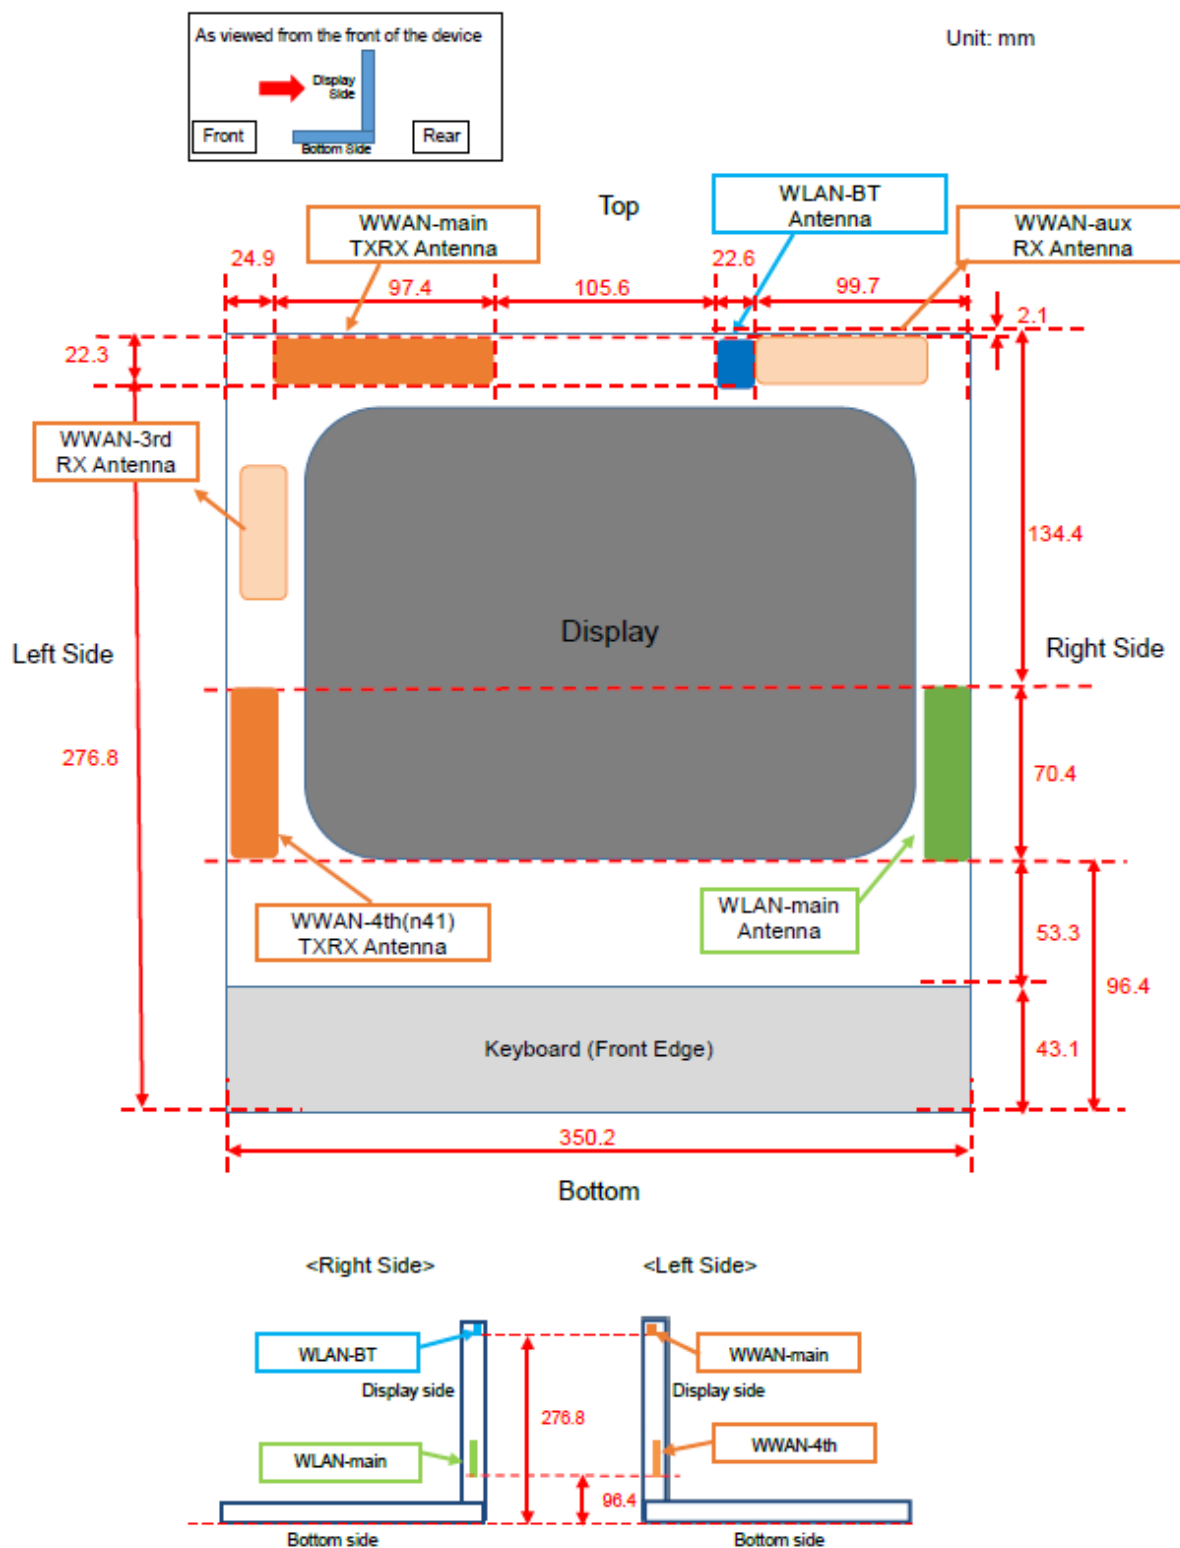 As viewed from the front of the device
Unit: mm
Display
Side
Front
Rear
Bottom Side
Top
WLAN-BT
Antenna
WWAN-main
TXRX Antenna
WWAN-aux
RX Antenna
24.9
22.6
97.4
105.6
99.7
2.1
22.3
WWAN-3rd
RX Antenna
134.4
Display
Left Side
Right Side
276.8
70.4
WWAN-4th(n41)
TXRX Antenna
WLAN-main
Antenna
53.3
96.4
Keyboard (Front Edge)
43.1
350.2
Bottom
<Right Side>
<Left Side>
WLAN-BT
WWAN-main
Display side
Display side
276.8
WLAN-main
WWAN-4th
96.4
Bottom side
Bottom side